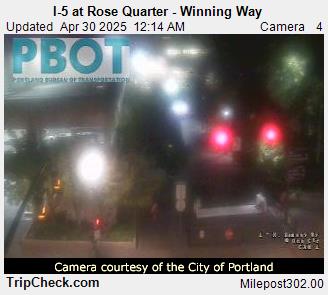 I-5 at Rose Quarter - Winning Way
Updated Apr 30 2025 12:14 AM Camera 4
PBOT
PORTLAND BUREAU OF TRANSPORTATION
Camera courtesy of the City of Portland
TripCheck.com Milepost302.00